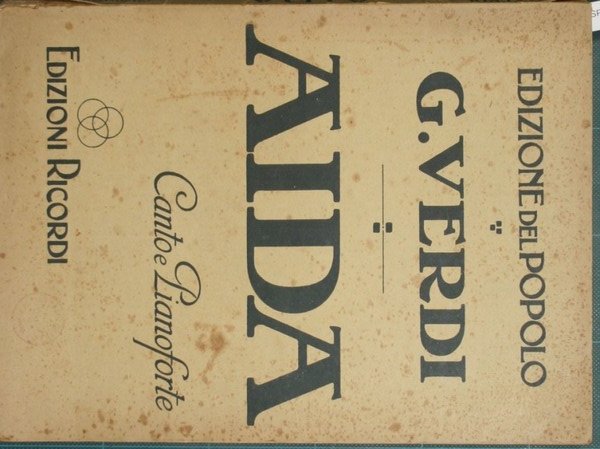 EDIZIONE DEL POPOLO
G. VERDI
AIDA
Canto e Pianoforte
EDIZIONI RICORDI